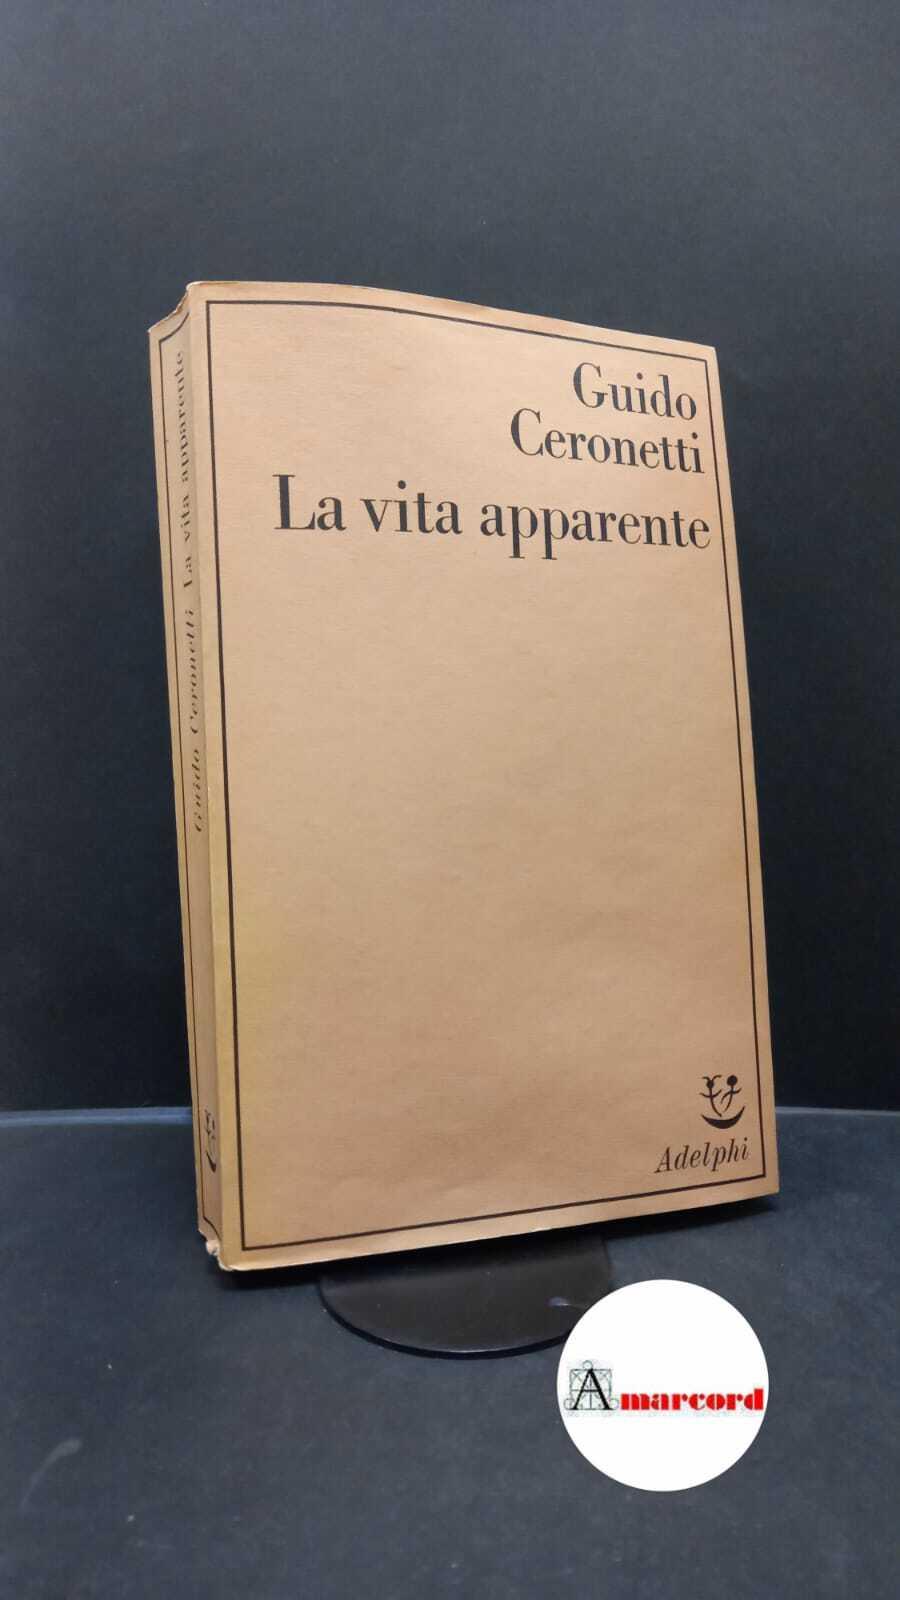 Guido
Ceronetti
La vita apparente
Adelphi
Guido Ceronetti La vita apparente
Amarcord